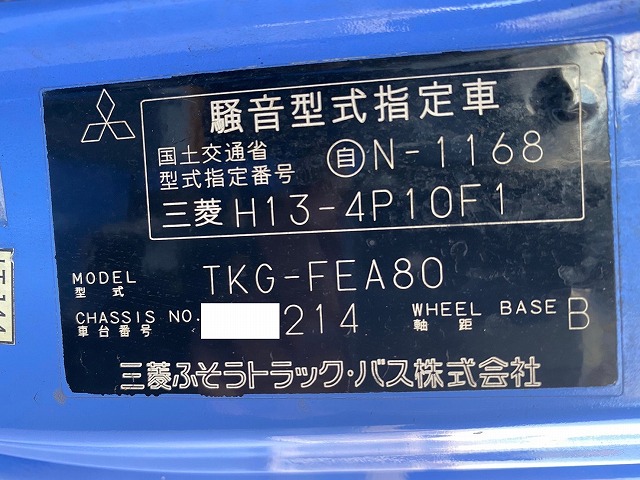 騒音型式指定車
国土交通省
型式指定番号 自N-1168
三菱 H13-4P10F1
MODEL
型式 TKG-FEA80
CHASSIS NO.
車台番号 214
WHEEL BASE
軸距 B
三菱ふそうトラック・バス株式会社